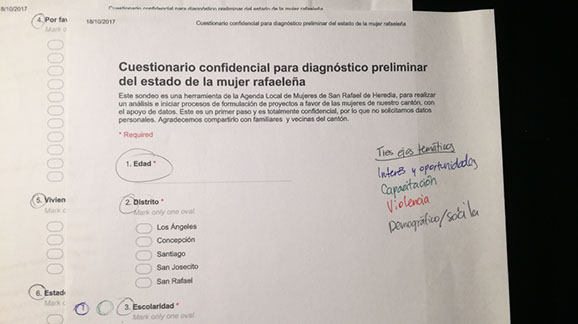 8/10/2017
18/10/2017
Cuestionario confidencial para diagnóstico preliminar del estado de la mujer rafaeleña
Cuestionario confidencial para diagnóstico preliminar del estado de la mujer rafaeleña
4. Por fav
Mark o
Cuestionario confidencial para diagnóstico preliminar
del estado de la mujer rafaeleña
Este sondeo es una herramienta de la Agenda Local de Mujeres de San Rafael de Heredia, para realizar
un análisis e iniciar procesos de formulación de proyectos a favor de las mujeres de nuestro cantón, con
el apoyo de datos. Este es un primer paso y es totalmente confidencial, por lo que no solicitamos datos
personales. Agradecemos compartirlo con familiares y vecinas del cantón.
* Required
1. Edad *
2. Distrito *
Mark only one oval.
Los Ángeles
Concepción
Santiago
San Josecito
San Rafael
3. Escolaridad *
Mark only one oval.
Tres ejes temáticos
Interés y oportunidades
Capacitación
Violencia
Demográfico/
5. Vivien
Mark o
6. Estad
Mark o
1